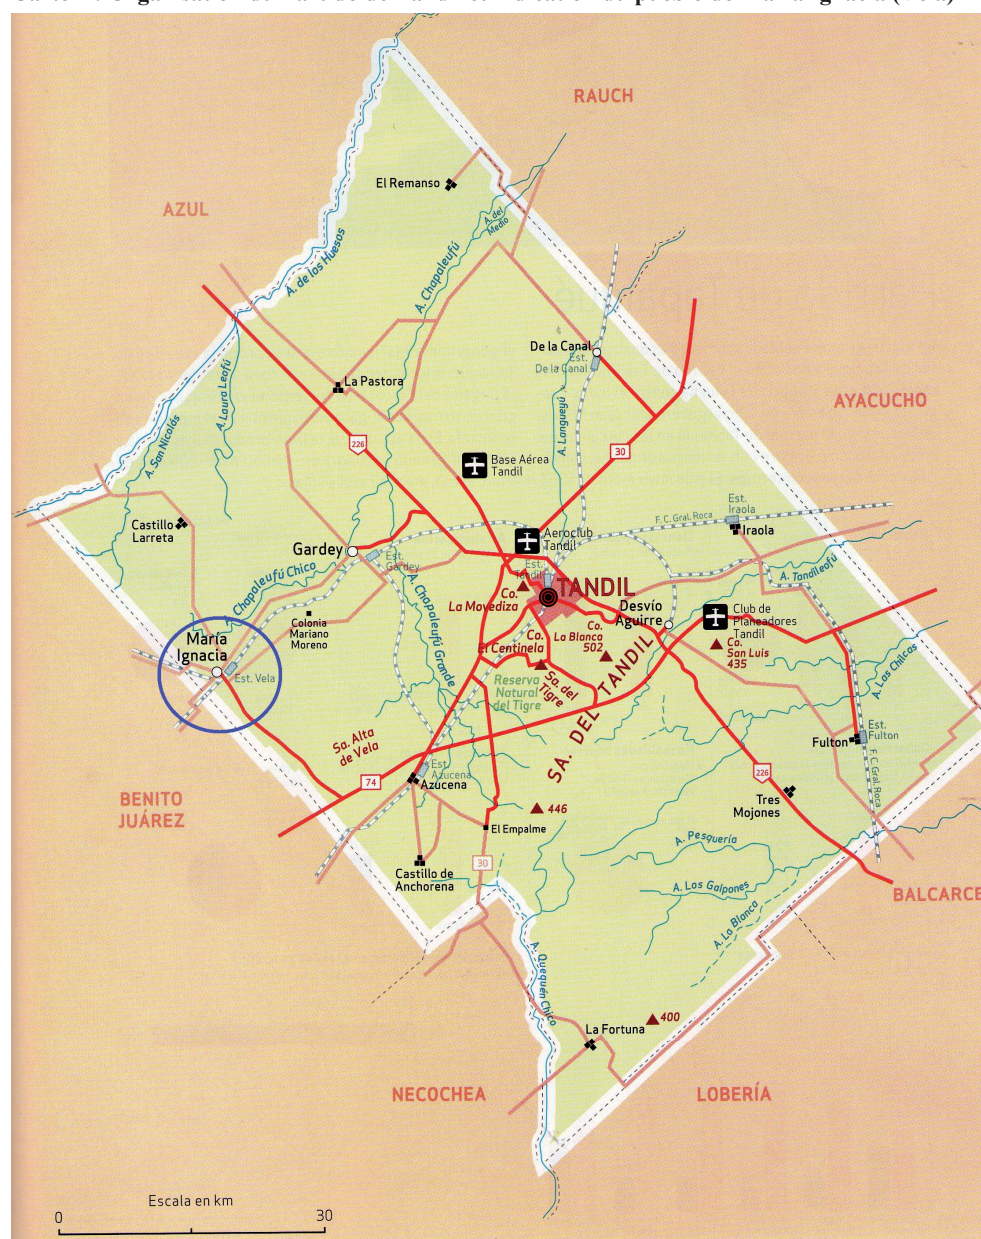 RAUCH
El Remanso
AZUL
A. del
Medio
A. de los Huesos
A. Chapaleufú
De la Canal
Est.
De la Canal
La Pastora
A. Laura Leofú
AYACUCHO
A. Langueyú
A. San Nicolás
226
30
Base Aérea
Tandil
Est.
Iraola
F. C. Gral. Roca
Castillo
Larreta
Iraola
Aeroclub
Tandil
Gardey
Est.
Gardey
Est.
Tandil
A. Tandileofú
A. Chapaleufú Chico
A. Chapaleufú Grande
TANDIL
Co.
La Movediza
Desvío
Aguirre
Club de
Planeadores
Tandil
Colonia
Mariano
Moreno
Co.
La Blanca
502
Co.
El Centinela
Co.
San Luis
435
María
Ignacia
Est. Vela
A. Las Chilcas
Reserva
Natural
del Tigre
Sa. del
Tigre
SA. DEL TANDIL
Sa. Alta
de Vela
Fulton
Est.
Fulton
F. C. Gral. Roca
74
Est.
Azucena
Azucena
226
BENITO
JUÁREZ
446
Tres
Mojones
El Empalme
A. Pesquería
30
Castillo de
Anchorena
A. Los Galpones
BALCARCE
A. La Blanca
A. Quequén Chico
La Fortuna
400
NECOCHEA
LOBERÍA
Escala en km
0
30